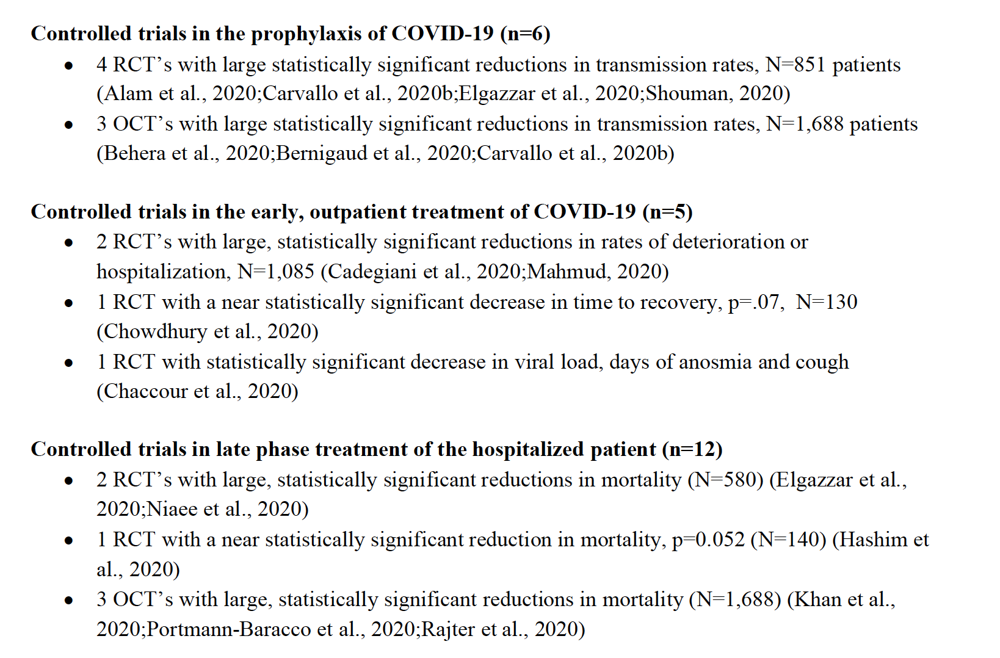 Controlled trials in the prophylaxis of COVID-19 (n=6)
• 4 RCT’s with large statistically significant reductions in transmission rates, N=851 patients
(Alam et al., 2020;Carvallo et al., 2020b;Elgazzar et al., 2020;Shouman, 2020)
• 3 OCT’s with large statistically significant reductions in transmission rates, N=1,688 patients
(Behera et al., 2020;Bernigaud et al., 2020;Carvallo et al., 2020b)
Controlled trials in the early, outpatient treatment of COVID-19 (n=5)
• 2 RCT’s with large, statistically significant reductions in rates of deterioration or
hospitalization, N=1,085 (Cadegiani et al., 2020;Mahmud, 2020)
• 1 RCT with a near statistically significant decrease in time to recovery, p=.07,  N=130
(Chowdhury et al., 2020)
• 1 RCT with statistically significant decrease in viral load, days of anosmia and cough
(Chaccour et al., 2020)
Controlled trials in late phase treatment of the hospitalized patient (n=12)
• 2 RCT’s with large, statistically significant reductions in mortality (N=580) (Elgazzar et al.,
2020;Niaee et al., 2020)
• 1 RCT with a near statistically significant reduction in mortality, p=0.052 (N=140) (Hashim et
al., 2020)
• 3 OCT’s with large, statistically significant reductions in mortality (N=1,688) (Khan et al.,
2020;Portmann-Baracco et al., 2020;Rajter et al., 2020)